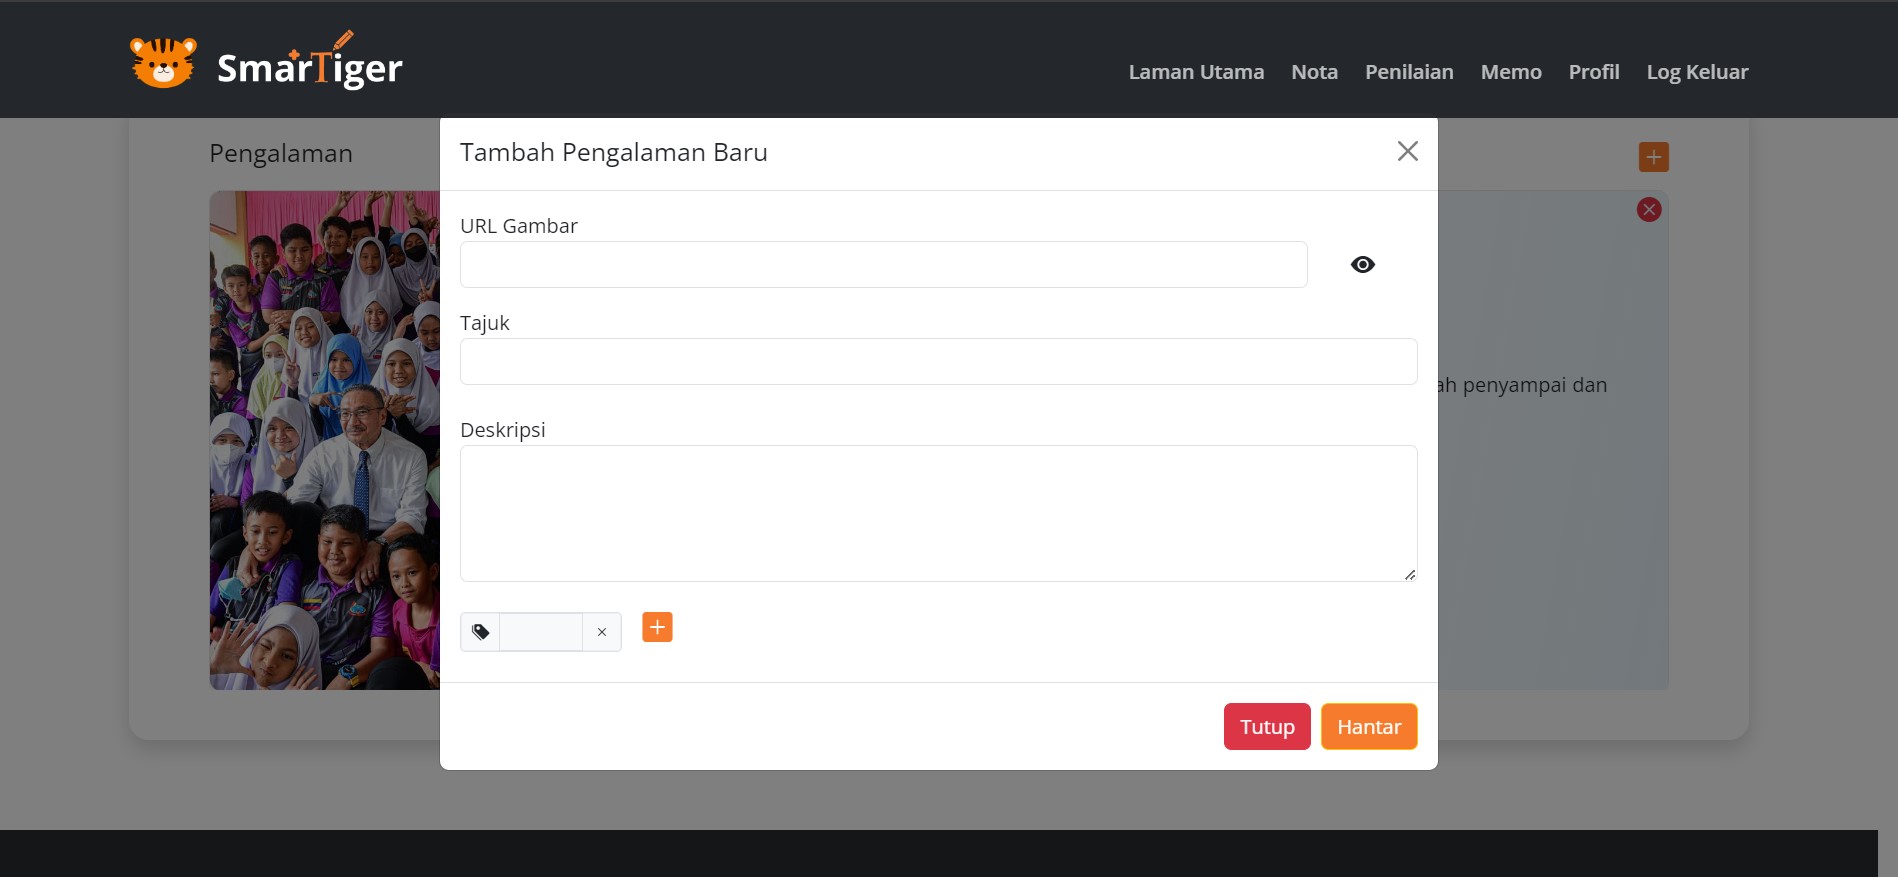 SmarTiger
Laman Utama Nota Penilaian Memo Profil Log Keluar
Pengalaman
Tambah Pengalaman Baru
URL Gambar
Tajuk
ah penyampai dan
Deskripsi
Tutup Hantar